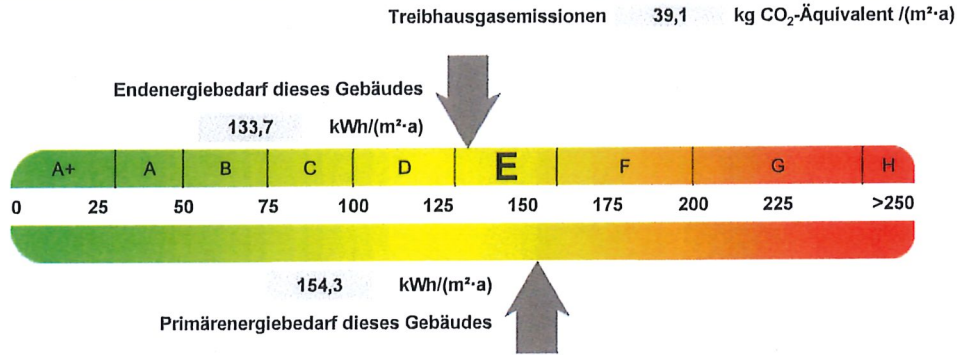 Treibhausgasemissionen 39,1 kg CO₂-Äquivalent /(m²·a)
Endenergiebedarf dieses Gebäudes
133,7 kWh/(m²·a)
A+ A B C D E F G H
0 25 50 75 100 125 150 175 200 225 >250
154,3 kWh/(m²·a)
Primärenergiebedarf dieses Gebäudes